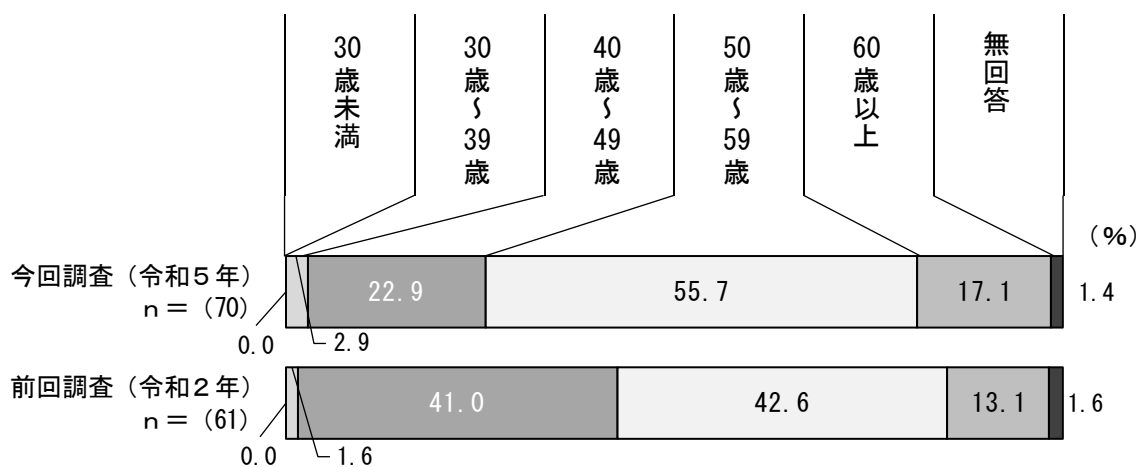 30歳未満
30歳～39歳
40歳～49歳
50歳～59歳
60歳以上
無回答
（％）
今回調査（令和５年）
ｎ＝（70）
0.0
2.9
22.9
55.7
17.1
1.4
前回調査（令和２年）
ｎ＝（61）
0.0
1.6
41.0
42.6
13.1
1.6